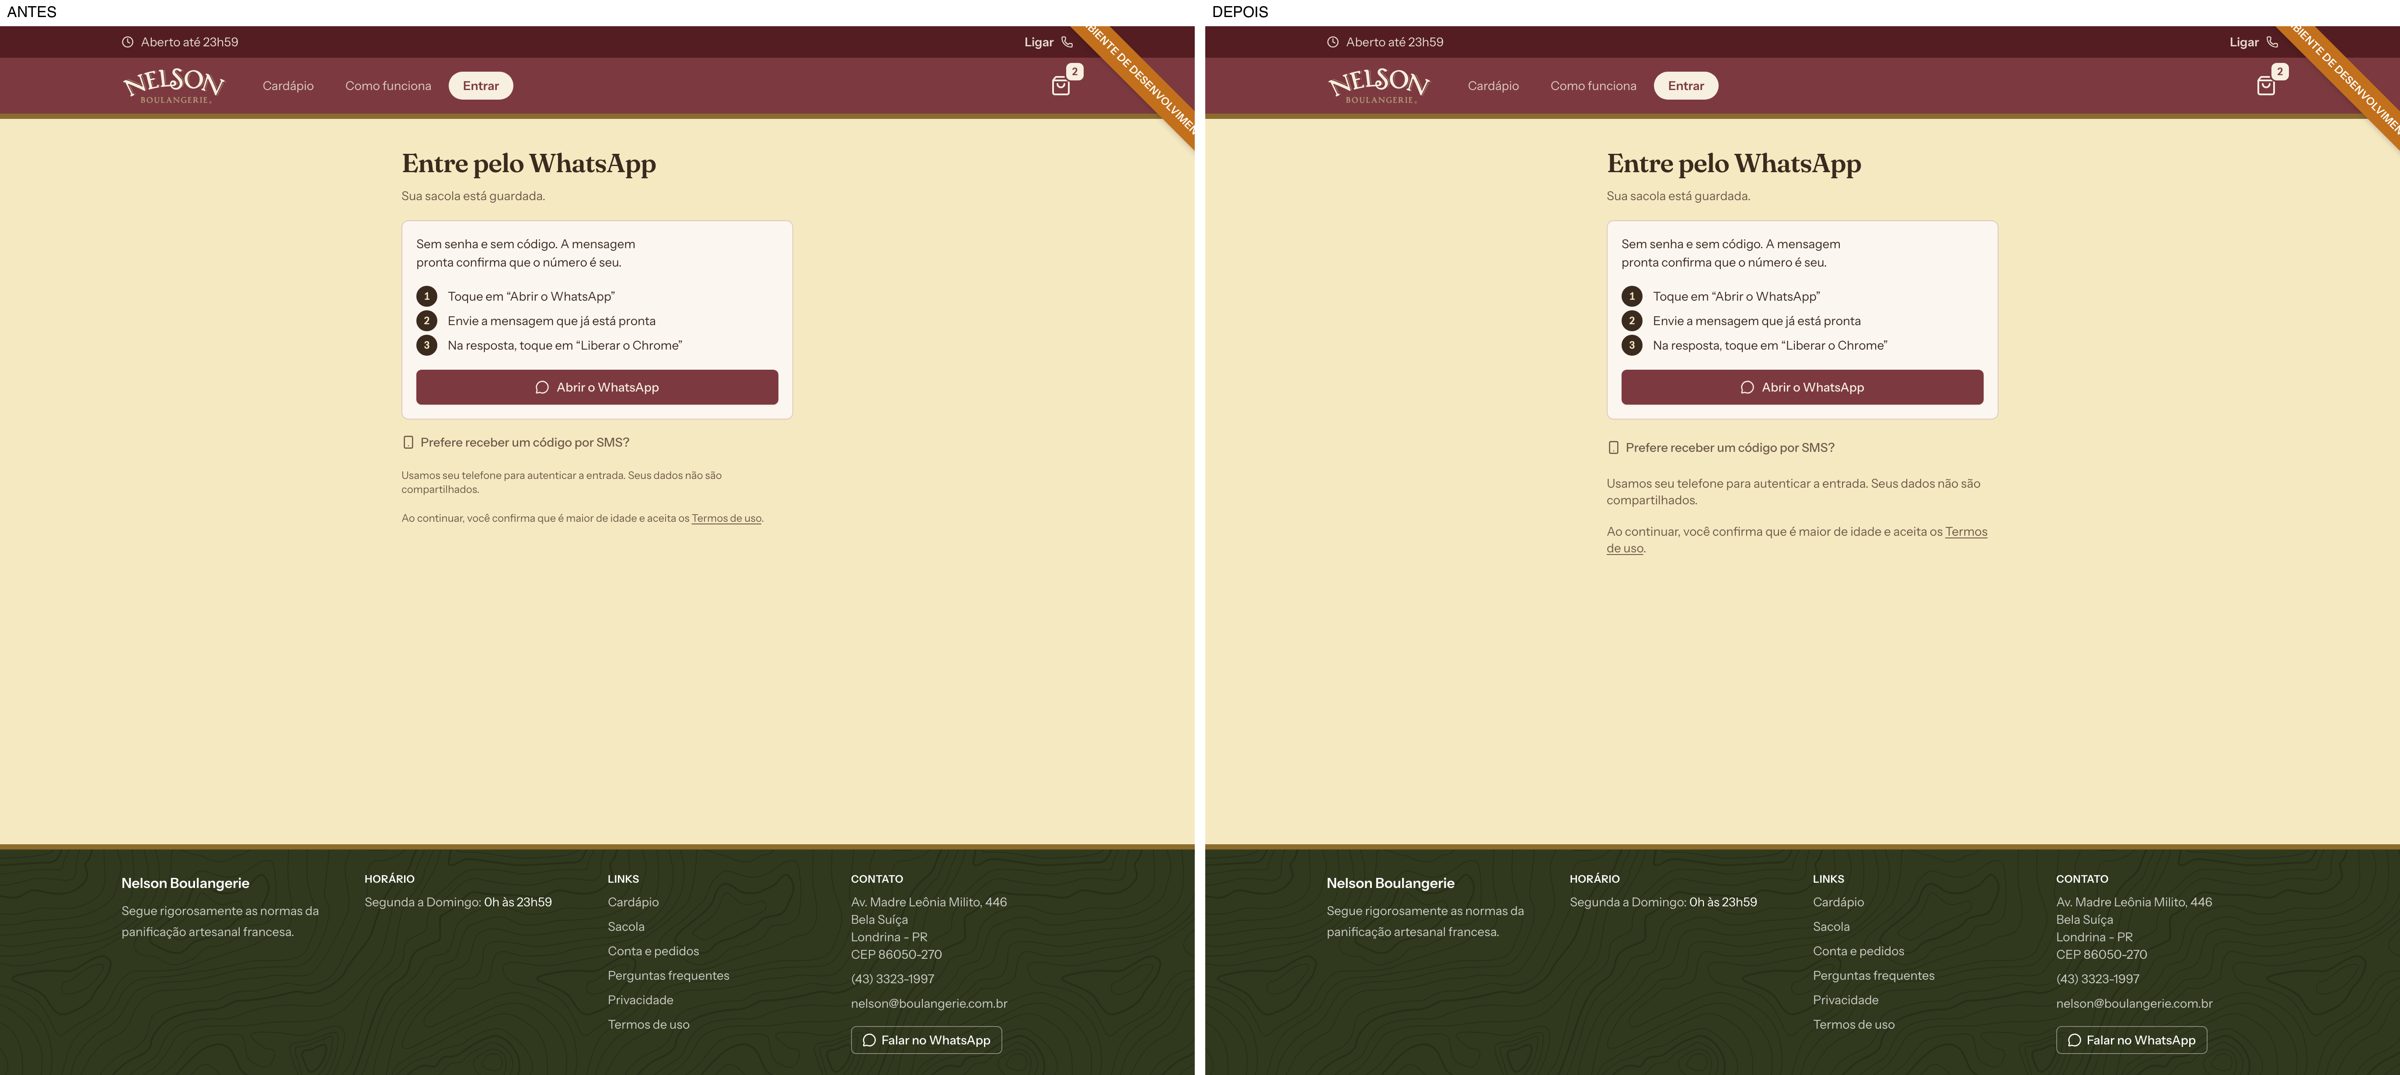 ANTES
Aberto até 23h59
Ligar
NELSON
BOULANGERIE
Cardápio
Como funciona
Entrar
2
DE DESENVOLVIMEN
Entre pelo WhatsApp
Sua sacola está guardada.
Sem senha e sem código. A mensagem
pronta confirma que o número é seu.
1 Toque em “Abrir o WhatsApp”
2 Envie a mensagem que já está pronta
3 Na resposta, toque em “Liberar o Chrome”
Abrir o WhatsApp
Prefere receber um código por SMS?
Usamos seu telefone para autenticar a entrada. Seus dados não são
compartilhados.
Ao continuar, você confirma que é maior de idade e aceita os Termos de uso.
Nelson Boulangerie
Segue rigorosamente as normas da
panificação artesanal francesa.
HORÁRIO
Segunda a Domingo: 0h às 23h59
LINKS
Cardápio
Sacola
Conta e pedidos
Perguntas frequentes
Privacidade
Termos de uso
CONTATO
Av. Madre Leônia Milito, 446
Bela Suíça
Londrina - PR
CEP 86050-270
(43) 3323-1997
nelson@boulangerie.com.br
Falar no WhatsApp
DEPOIS
Aberto até 23h59
Ligar
NELSON
BOULANGERIE
Cardápio
Como funciona
Entrar
2
DE DESENVOLVIMEN
Entre pelo WhatsApp
Sua sacola está guardada.
Sem senha e sem código. A mensagem
pronta confirma que o número é seu.
1 Toque em “Abrir o WhatsApp”
2 Envie a mensagem que já está pronta
3 Na resposta, toque em “Liberar o Chrome”
Abrir o WhatsApp
Prefere receber um código por SMS?
Usamos seu telefone para autenticar a entrada. Seus dados não são
compartilhados.
Ao continuar, você confirma que é maior de idade e aceita os Termos
de uso.
Nelson Boulangerie
Segue rigorosamente as normas da
panificação artesanal francesa.
HORÁRIO
Segunda a Domingo: 0h às 23h59
LINKS
Cardápio
Sacola
Conta e pedidos
Perguntas frequentes
Privacidade
Termos de uso
CONTATO
Av. Madre Leônia Milito, 446
Bela Suíça
Londrina - PR
CEP 86050-270
(43) 3323-1997
nelson@boulangerie.com.br
Falar no WhatsApp